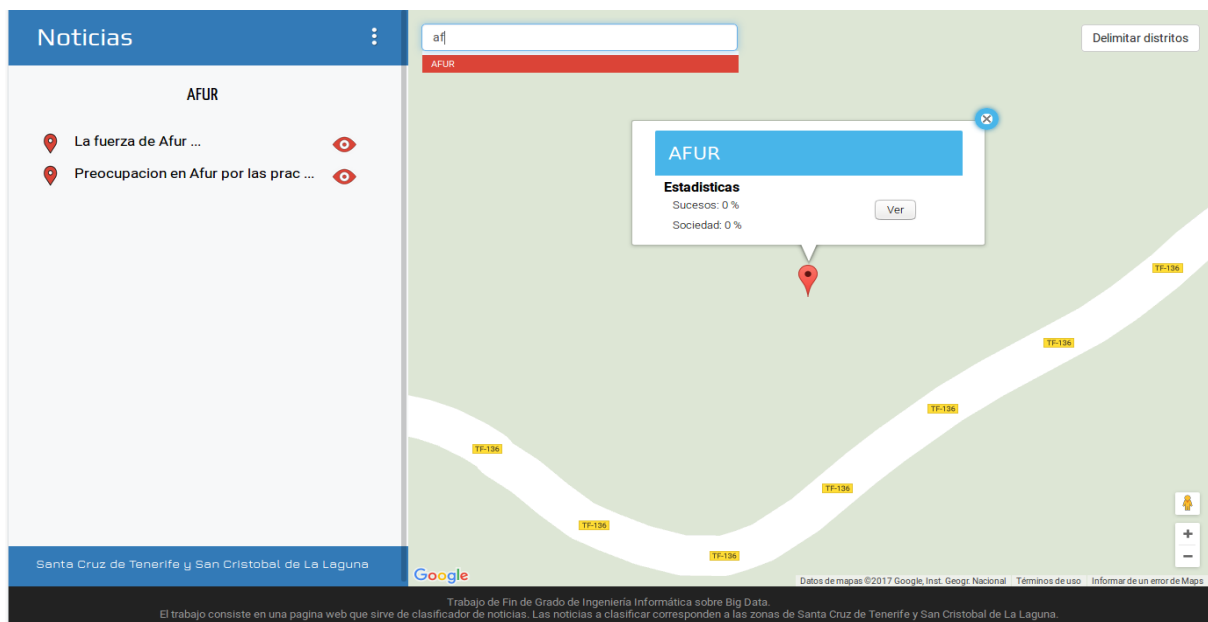 Noticias
AFUR
La fuerza de Afur ...
Preocupacion en Afur por las prac ...
Santa Cruz de Tenerife y San Cristobal de La Laguna
af
AFUR
Delimitar distritos
AFUR
Estadisticas
Sucesos: 0 %
Sociedad: 0 %
Ver
TF-136
TF-136
TF-136
TF-136
TF-136
TF-136
TF-136
Google
Datos de mapas ©2017 Google, Inst. Geogr. Nacional
Términos de uso
Informar de un error de Maps
Trabajo de Fin de Grado de Ingeniería Informática sobre Big Data.
El trabajo consiste en una pagina web que sirve de clasificador de noticias. Las noticias a clasificar corresponden a las zonas de Santa Cruz de Tenerife y San Cristobal de La Laguna.